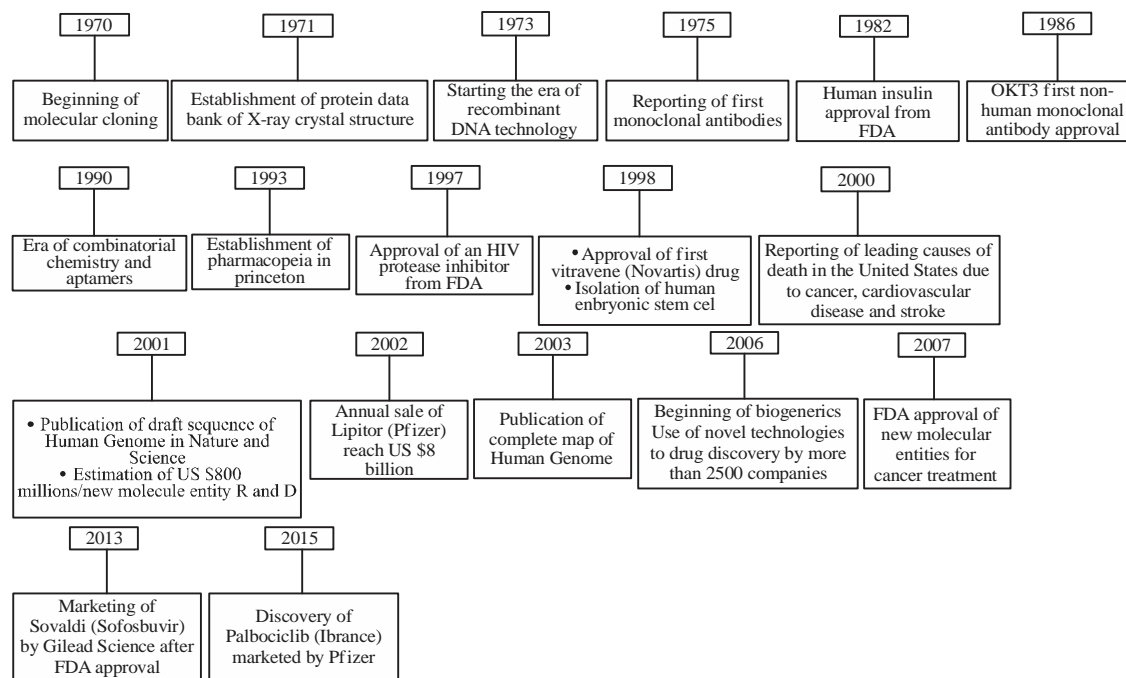 1970
Beginning of
molecular cloning
1971
Establishment of protein data
bank of X-ray crystal structure
1973
Starting the era of
recombinant
DNA technology
1975
Reporting of first
monoclonal antibodies
1982
Human insulin
approval from
FDA
1986
OKT3 first non-
human monoclonal
antibody approval
1990
Era of combinatorial
chemistry and
aptamers
1993
Establishment of
pharmacopeia in
princeton
1997
Approval of an HIV
protease inhibitor
from FDA
1998
• Approval of first
vitravene (Novartis) drug
• Isolation of human
enbryonic stem cel
2000
Reporting of leading causes of
death in the United States due
to cancer, cardiovascular
disease and stroke
2001
• Publication of draft sequence of
Human Genome in Nature and
Science
• Estimation of US S800
millions/new molecule entity R and D
2002
Annual sale of
Lipitor (Pfizer)
reach US $8
billion
2003
Publication of
complete map of
Human Genome
2006
Beginning of biogenerics
Use of novel technologies
to drug discovery by more
than 2500 companies
2007
FDA approval of
new molecular
entities for
cancer treatment
2013
Marketing of
Sovaldi (Sofosbuvir)
by Gilead Science after
FDA approval
2015
Discovery of
Palbociclib (Ibrance)
marketed by Pfizer